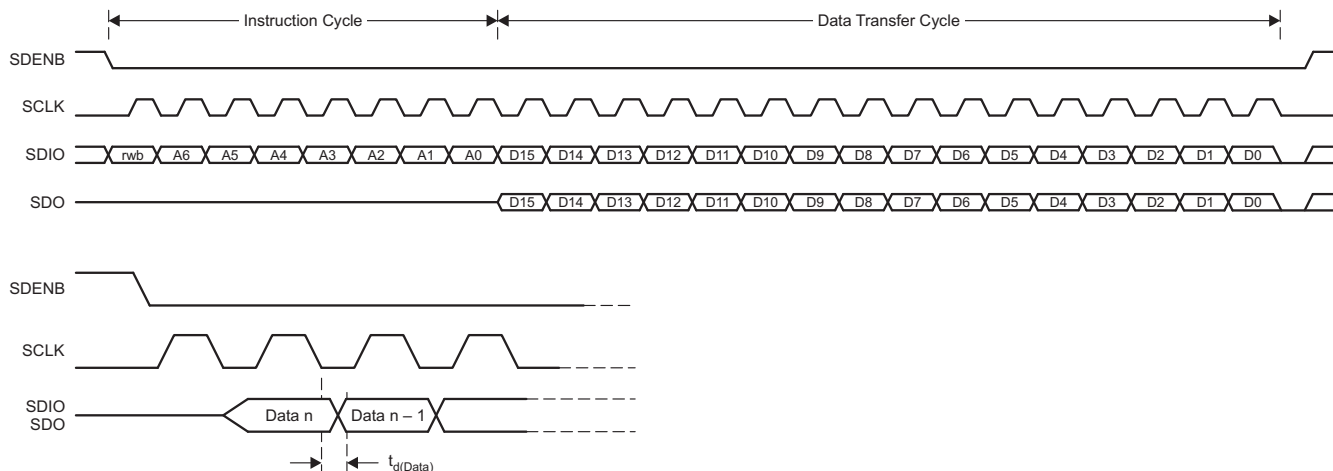 Instruction Cycle Data Transfer Cycle
SDENB
SCLK
SDIO rwb A6 A5 A4 A3 A2 A1 A0 D15 D14 D13 D12 D11 D10 D9 D8 D7 D6 D5 D4 D3 D2 D1 D0
SDO D15 D14 D13 D12 D11 D10 D9 D8 D7 D6 D5 D4 D3 D2 D1 D0
SDENB
SCLK
SDIO
SDO
Data n Data n – 1
td(Data)